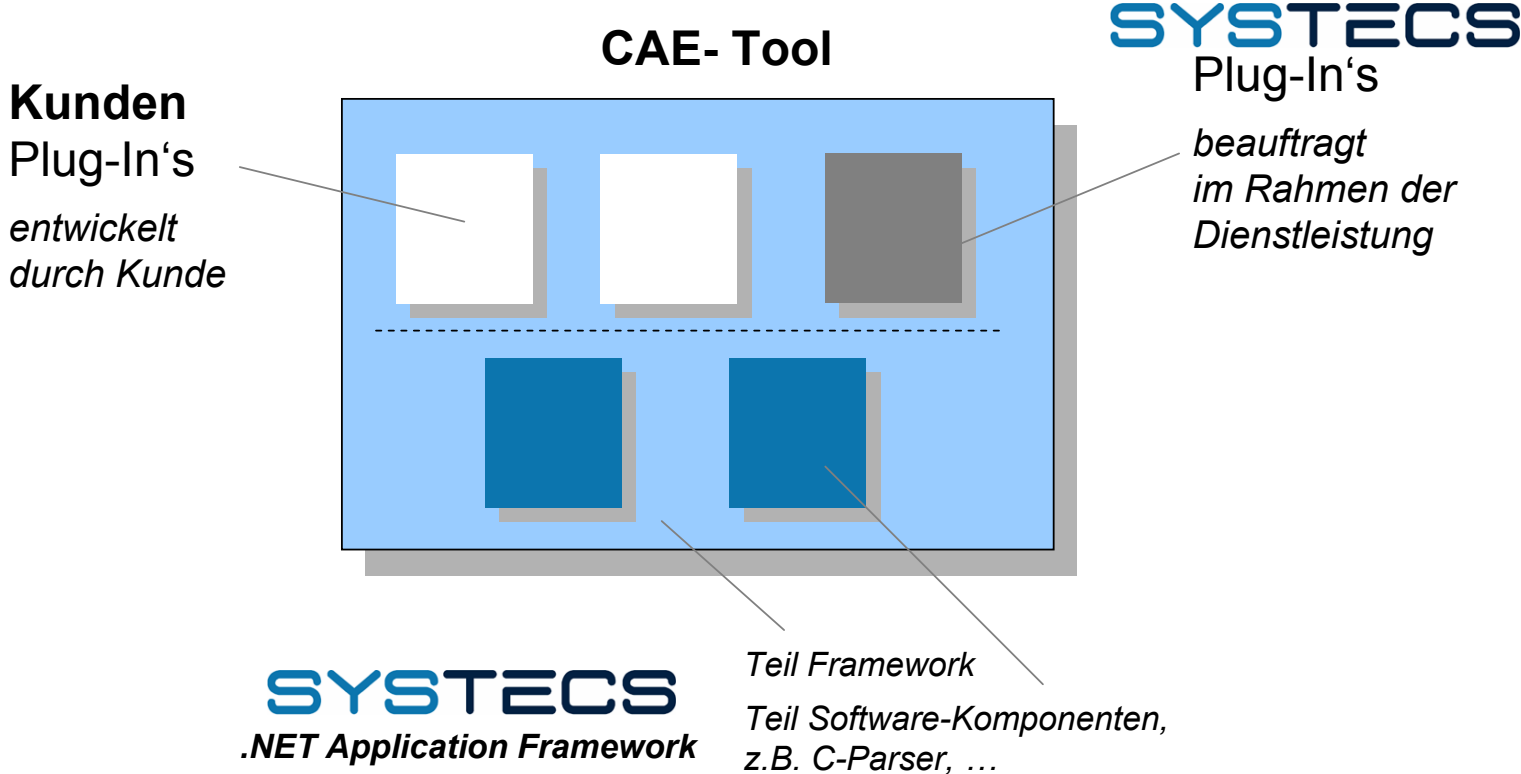 CAE- Tool
SYSTECS
Plug-In‘s
beauftragt
im Rahmen der
Dienstleistung
Kunden
Plug-In‘s
entwickelt
durch Kunde
SYSTECS
.NET Application Framework
Teil Framework
Teil Software-Komponenten,
z.B. C-Parser, …